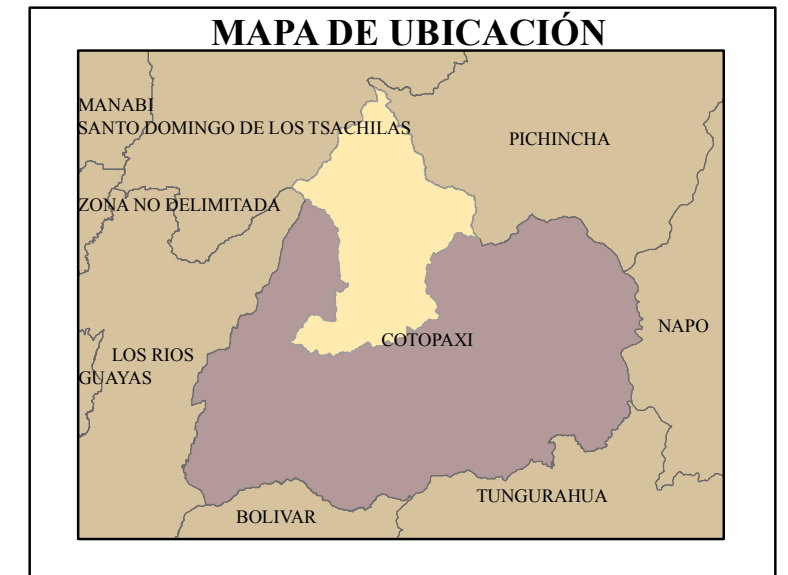 MAPA DE UBICACIÓN
MANABI
SANTO DOMINGO DE LOS TSACHILAS
PICHINCHA
ZONA NO DELIMITADA
NAPO
COTOPAXI
LOS RIOS
GUAYAS
TUNGURAHUA
BOLIVAR